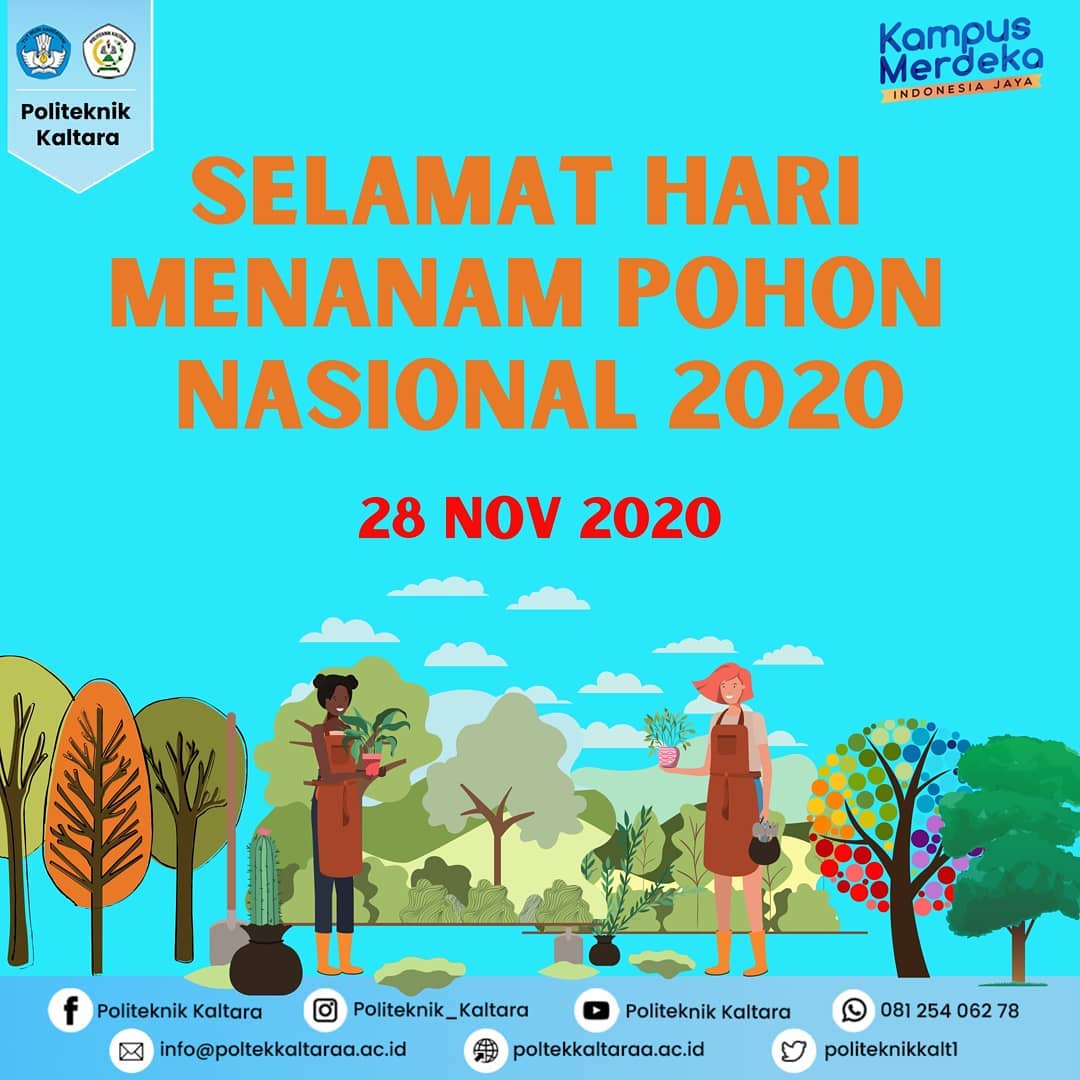 Politeknik
Kaltara
Kampus
Merdeka
INDONESIA JAYA
SELAMAT HARI
MENANAM POHON
NASIONAL 2020
28 NOV 2020
Politeknik Kaltara
Politeknik_Kaltara
Politeknik Kaltara
081 254 062 78
info@poltekkaltaraa.ac.id
poltekkaltaraa.ac.id
politeknikkalt1